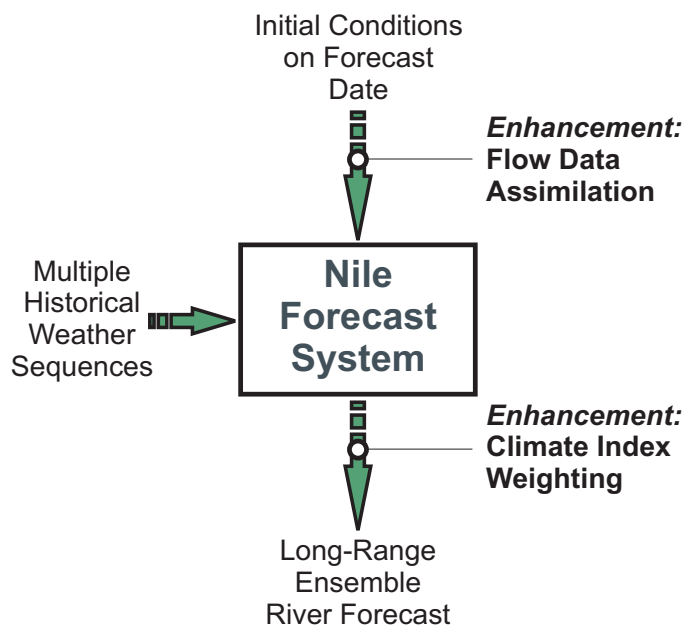 Initial Conditions
on Forecast
Date
Enhancement:
Flow Data
Assimilation
Multiple
Historical
Weather
Sequences
Nile
Forecast
System
Enhancement:
Climate Index
Weighting
Long-Range
Ensemble
River Forecast